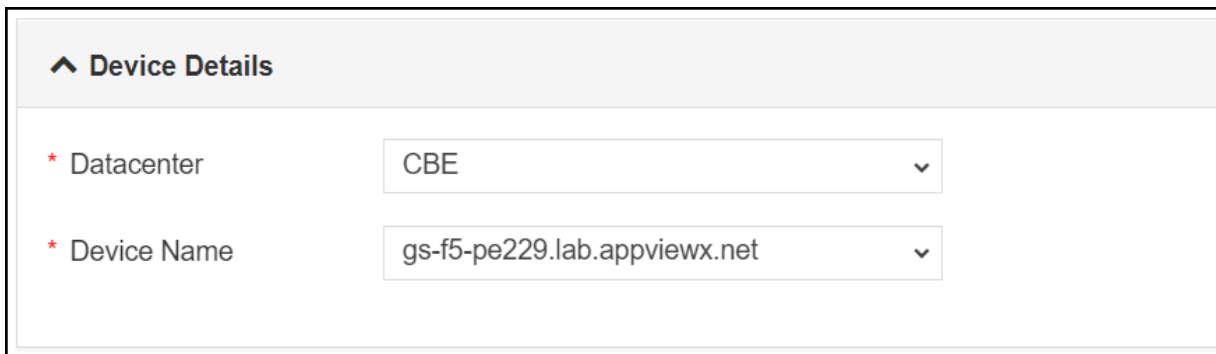 Device Details
* Datacenter CBE
* Device Name gs-f5-pe229.lab.appviewx.net